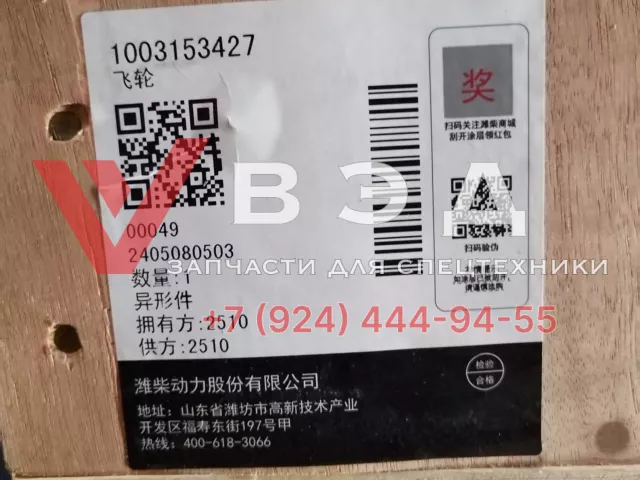 1003153427
飞轮
奖
扫码关注潍柴商城
刮开涂层领红包
00049
2405080503
数量:1
异形件
拥有方:2510
供方:2510
扫码验伪
VВЭД
ЗАПЧАСТИ ДЛЯ СПЕЦТЕХНИКИ
+7 (924) 444-94-55
潍柴动力股份有限公司
检验
合格
地址: 山东省潍坊市高新技术产业
开发区福寿东街197号甲
热线: 400-618-3066